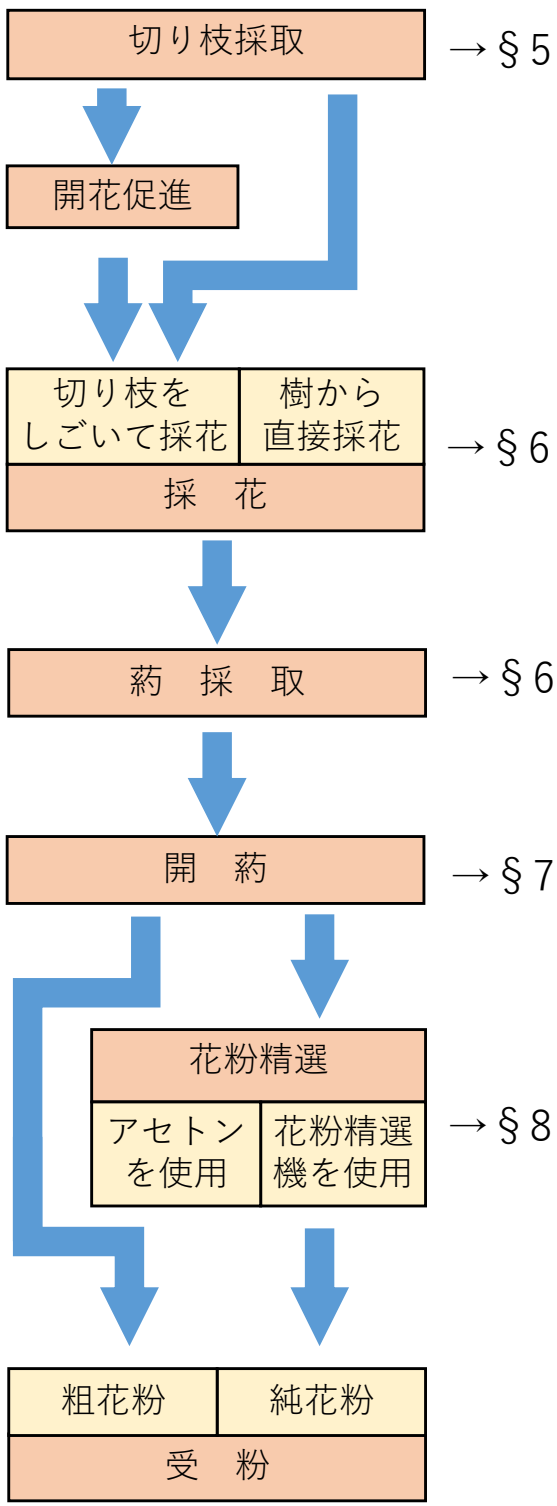 切り枝採取
→ § 5
開花促進
切り枝を
しごいて採花
樹から
直接採花
→ § 6
採　花
葯　採　取
→ § 6
開　葯
→ § 7
花粉精選
アセトン
を使用
花粉精選
機を使用
→ § 8
粗花粉
純花粉
受　粉